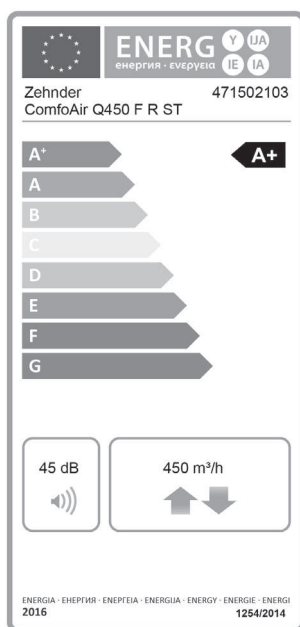 ENERG Y IJA
енергия · ενεργεια IE IA
Zehnder 471502103
ComfoAir Q450 F R ST
A+ A+
A
B
C
D
E
F
G
45 dB 450 m³/h
ENERGIA · ЕНЕРГИЯ · ΕΝΕΡΓΕΙΑ · ENERGIJA · ENERGY · ENERGIE · ENERGI
2016 1254/2014